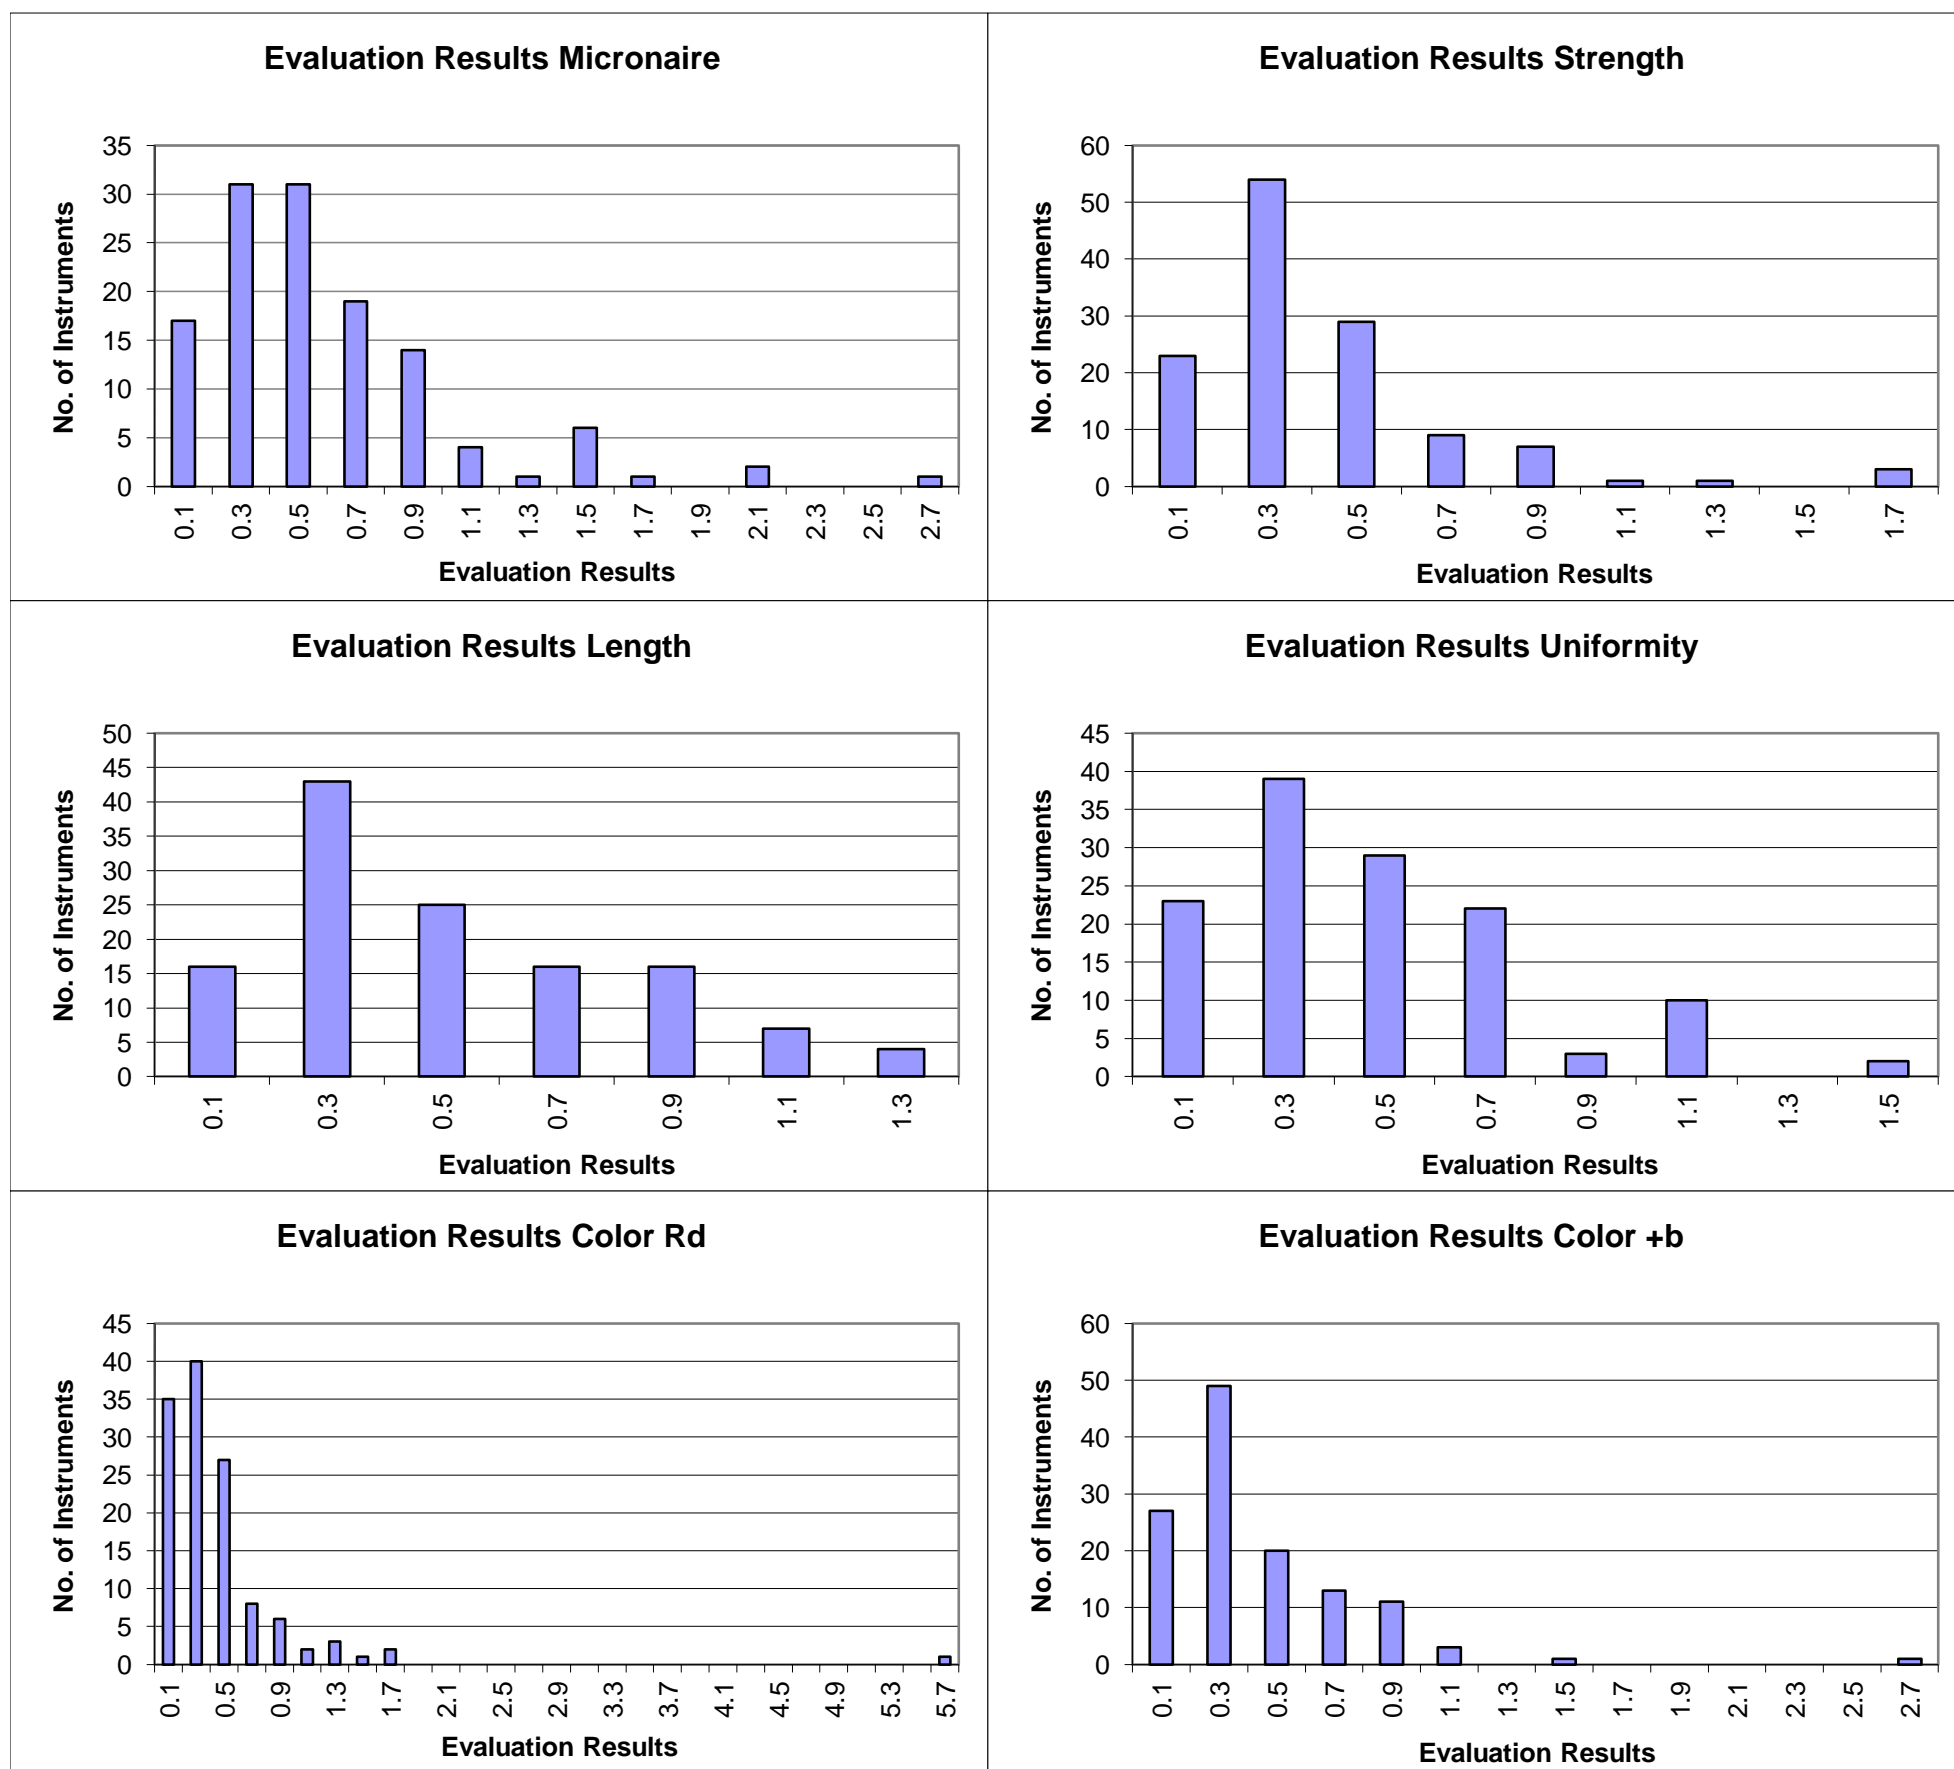 Evaluation Results Micronaire
No. of Instruments
35
30
25
20
15
10
5
0
0.1 0.3 0.5 0.7 0.9 1.1 1.3 1.5 1.7 1.9 2.1 2.3 2.5 2.7
Evaluation Results
Evaluation Results Strength
No. of Instruments
60
50
40
30
20
10
0
0.1 0.3 0.5 0.7 0.9 1.1 1.3 1.5 1.7
Evaluation Results
Evaluation Results Length
No. of Instruments
50
45
40
35
30
25
20
15
10
5
0
0.1 0.3 0.5 0.7 0.9 1.1 1.3
Evaluation Results
Evaluation Results Uniformity
No. of Instruments
45
40
35
30
25
20
15
10
5
0
0.1 0.3 0.5 0.7 0.9 1.1 1.3 1.5
Evaluation Results
Evaluation Results Color Rd
No. of Instruments
45
40
35
30
25
20
15
10
5
0
0.1 0.5 0.9 1.3 1.7 2.1 2.5 2.9 3.3 3.7 4.1 4.5 4.9 5.3 5.7
Evaluation Results
Evaluation Results Color +b
No. of Instruments
60
50
40
30
20
10
0
0.1 0.3 0.5 0.7 0.9 1.1 1.3 1.5 1.7 1.9 2.1 2.3 2.5 2.7
Evaluation Results